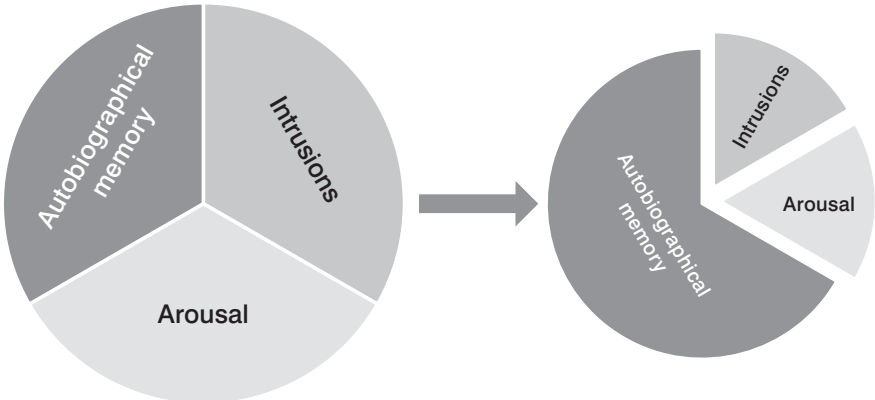 Autobiographical
memory
Intrusions
Arousal
Intrusions
Arousal
Autobiographical
memory